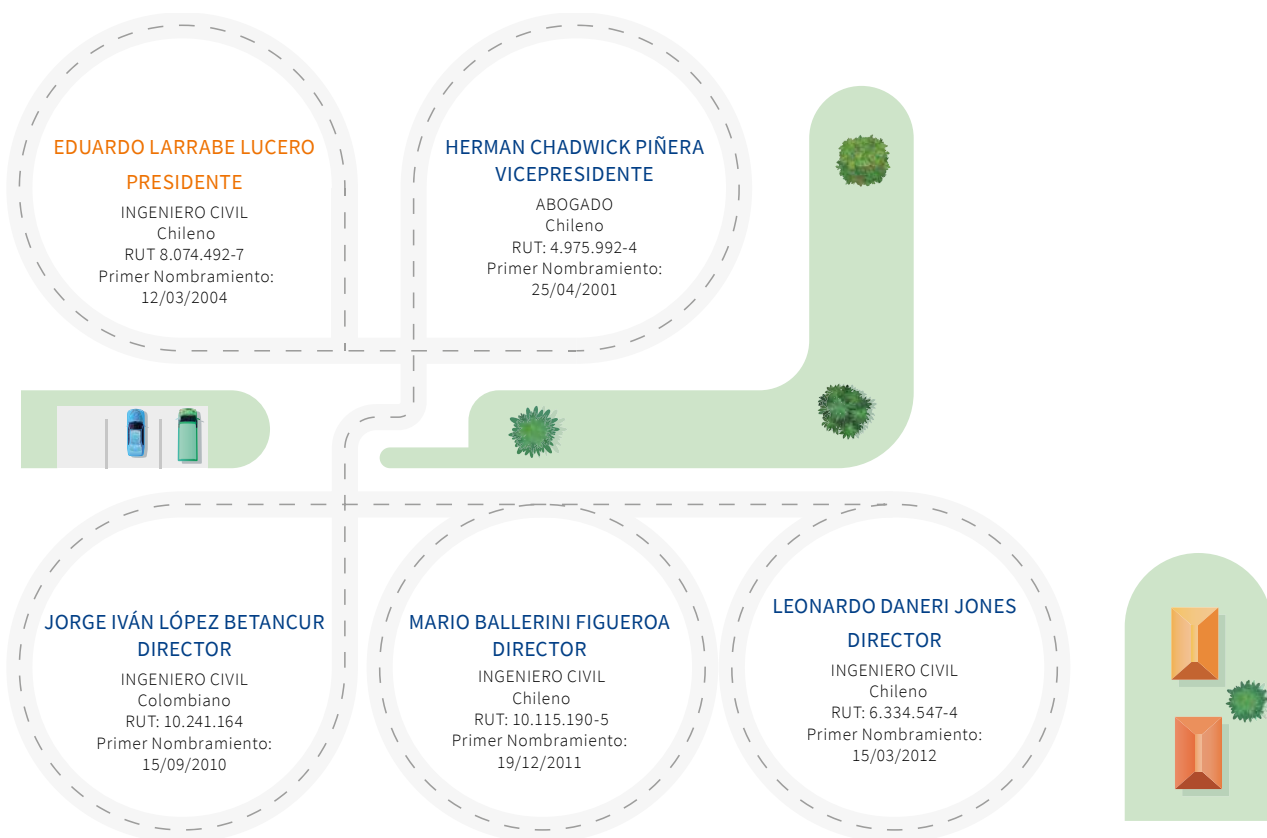 EDUARDO LARRABE LUCERO
PRESIDENTE
INGENIERO CIVIL
Chileno
RUT 8.074.492-7
Primer Nombramiento:
12/03/2004
HERMAN CHADWICK PIÑERA
VICEPRESIDENTE
ABOGADO
Chileno
RUT: 4.975.992-4
Primer Nombramiento:
25/04/2001
JORGE IVÁN LÓPEZ BETANCUR
DIRECTOR
INGENIERO CIVIL
Colombiano
RUT: 10.241.164
Primer Nombramiento:
15/09/2010
MARIO BALLERINI FIGUEROA
DIRECTOR
INGENIERO CIVIL
Chileno
RUT: 10.115.190-5
Primer Nombramiento:
19/12/2011
LEONARDO DANERI JONES
DIRECTOR
INGENIERO CIVIL
Chileno
RUT: 6.334.547-4
Primer Nombramiento:
15/03/2012